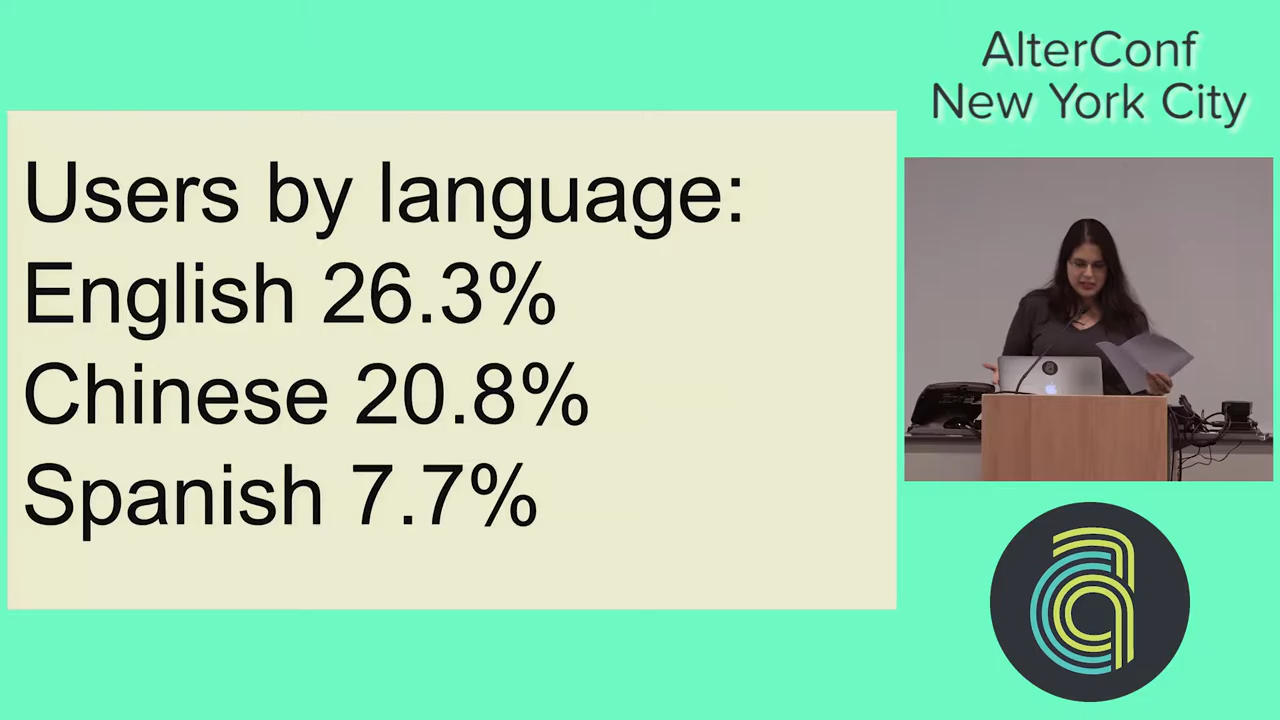 AlterConf
New York City
Users by language:
English 26.3%
Chinese 20.8%
Spanish 7.7%